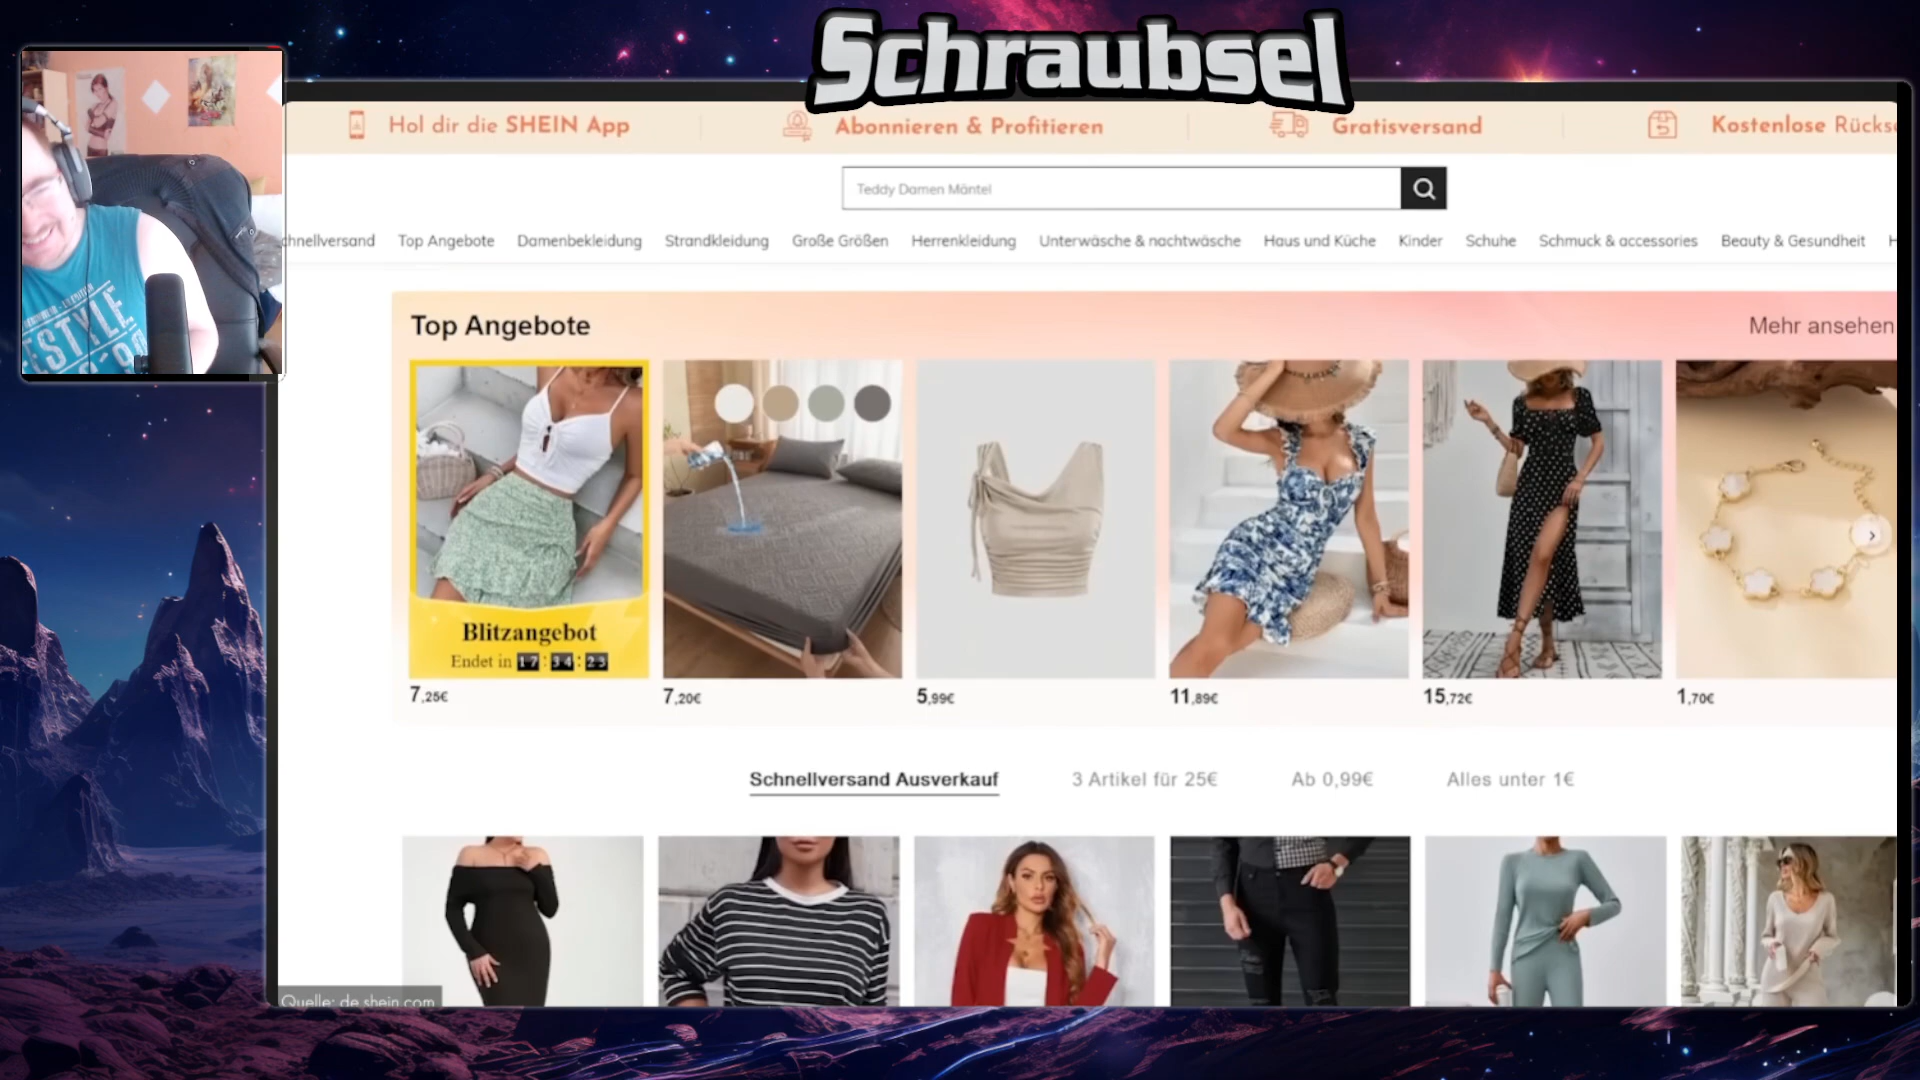 Schraubsel
Hol dir die SHEIN App
Abonnieren & Profitieren
Gratisversand
Kostenlose Rücks
Teddy Damen Mäntel
chnellversand
Top Angebote
Damenbekleidung
Strandkleidung
Große Größen
Herrenkleidung
Unterwäsche & nachtwäsche
Haus und Küche
Kinder
Schuhe
Schmuck & accessories
Beauty & Gesundheit
H
Top Angebote
Mehr ansehen
Blitzangebot
Endet in 17:34:23
7,25€
7,20€
5,99€
11,89€
15,72€
1,70€
Schnellversand Ausverkauf
3 Artikel für 25€
Ab 0,99€
Alles unter 1€
Quelle: de.shein.com